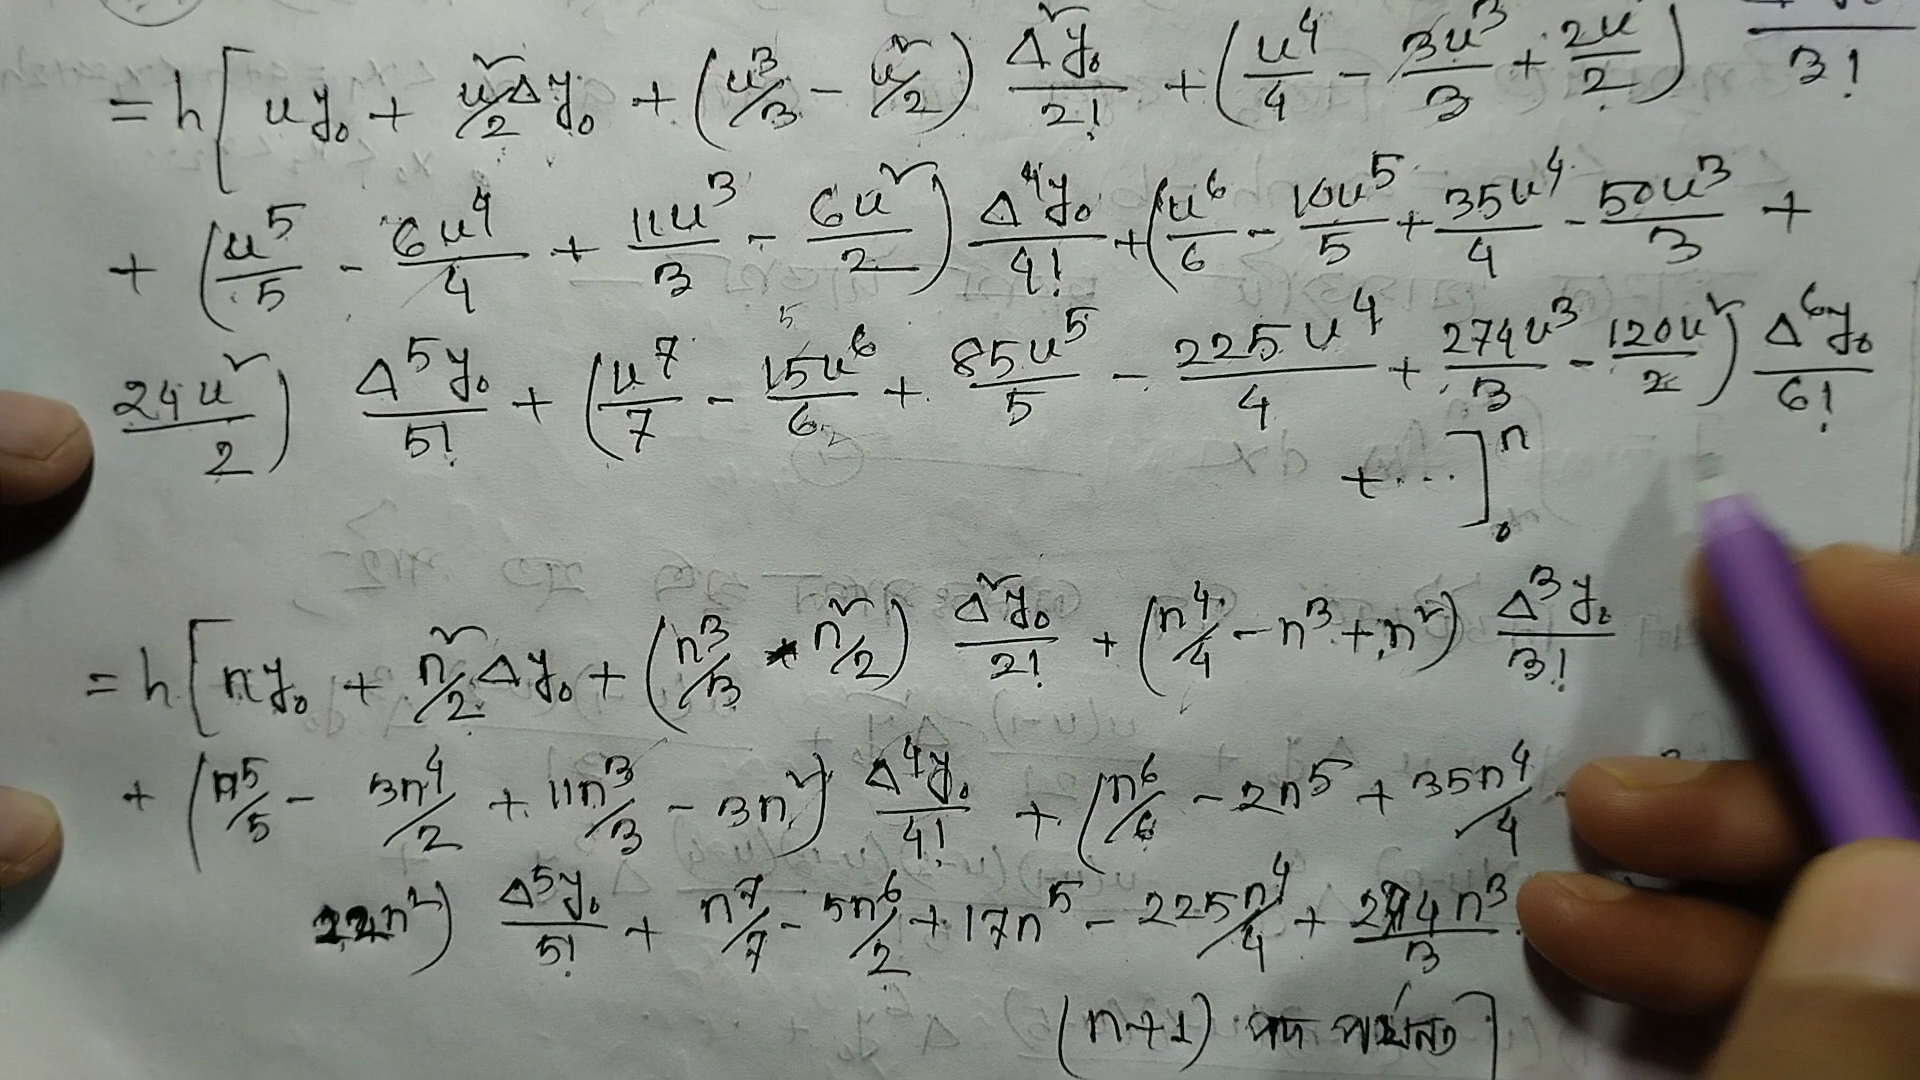 = h [ uy₀ + u²/2 Δy₀ + (u³/3 - u²/2) Δ²y₀/2! + (u⁴/4 - 3u³/3 + 2u²/2) /3!
+ (u⁵/5 - 6u⁴/4 + 11u³/3 - 6u²/2) Δ⁴y₀/4! + (u⁶/6 - 10u⁵/5 + 35u⁴/4 - 50u³/3 +
24u²/2) Δ⁵y₀/5! + (u⁷/7 - 15u⁶/6 + 85u⁵/5 - 225u⁴/4 + 274u³/3 - 120u²/2) Δ⁶y₀/6!
+ ... ]₀ⁿ
= h [ ny₀ + n²/2 Δy₀ + (n³/3 n²/2) Δ²y₀/2! + (n⁴/4 - n³ + n²) Δ³y₀/3!
+ (n⁵/5 - 3n⁴/2 + 11n³/3 - 3n²) Δ⁴y₀/4! + (n⁶/6 - 2n⁵ + 35n⁴/4 -
n²) Δ⁵y₀/5! + n⁷/7 - 5n⁶/2 + 17n⁵ - 225n⁴/4 + 274n³/3
(n+1) পদ পর্যন্ত ]